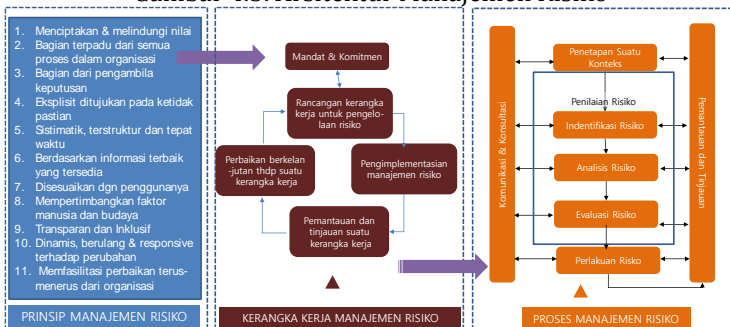 1. Menciptakan & melindungi nilai
2. Bagian terpadu dari semua
proses dalam organisasi
3. Bagian dari pengambila
keputusan
4. Eksplisit ditujukan pada ketidak
pastian
5. Sistimatik, terstruktur dan tepat
waktu
6. Berdasarkan informasi terbaik
yang tersedia
7. Disesuaikan dgn penggunanya
8. Mempertimbangkan faktor
manusia dan budaya
9. Transparan dan Inklusif
10. Dinamis, berulang & responsive
terhadap perubahan
11. Memfasilitasi perbaikan terus-
menerus dari organisasi
PRINSIP MANAJEMEN RISIKO
Mandat & Komitmen
Rancangan kerangka
kerja untuk pengelo-
laan risiko
Perbaikan berkelan
-jutan thdp suatu
kerangka kerja
Pengimplementasian
manajemen risiko
Pemantauan dan
tinjauan suatu
kerangka kerja
KERANGKA KERJA MANAJEMEN RISIKO
Komunikasi & Konsultasi
Penetapan Suatu
Konteks
Penilaian Risiko
Indentifikasi Risiko
Analisis Risiko
Evaluasi Risiko
Perlakuan Risiko
Pemantauan dan Tinjauan
PROSES MANAJEMEN RISIKO